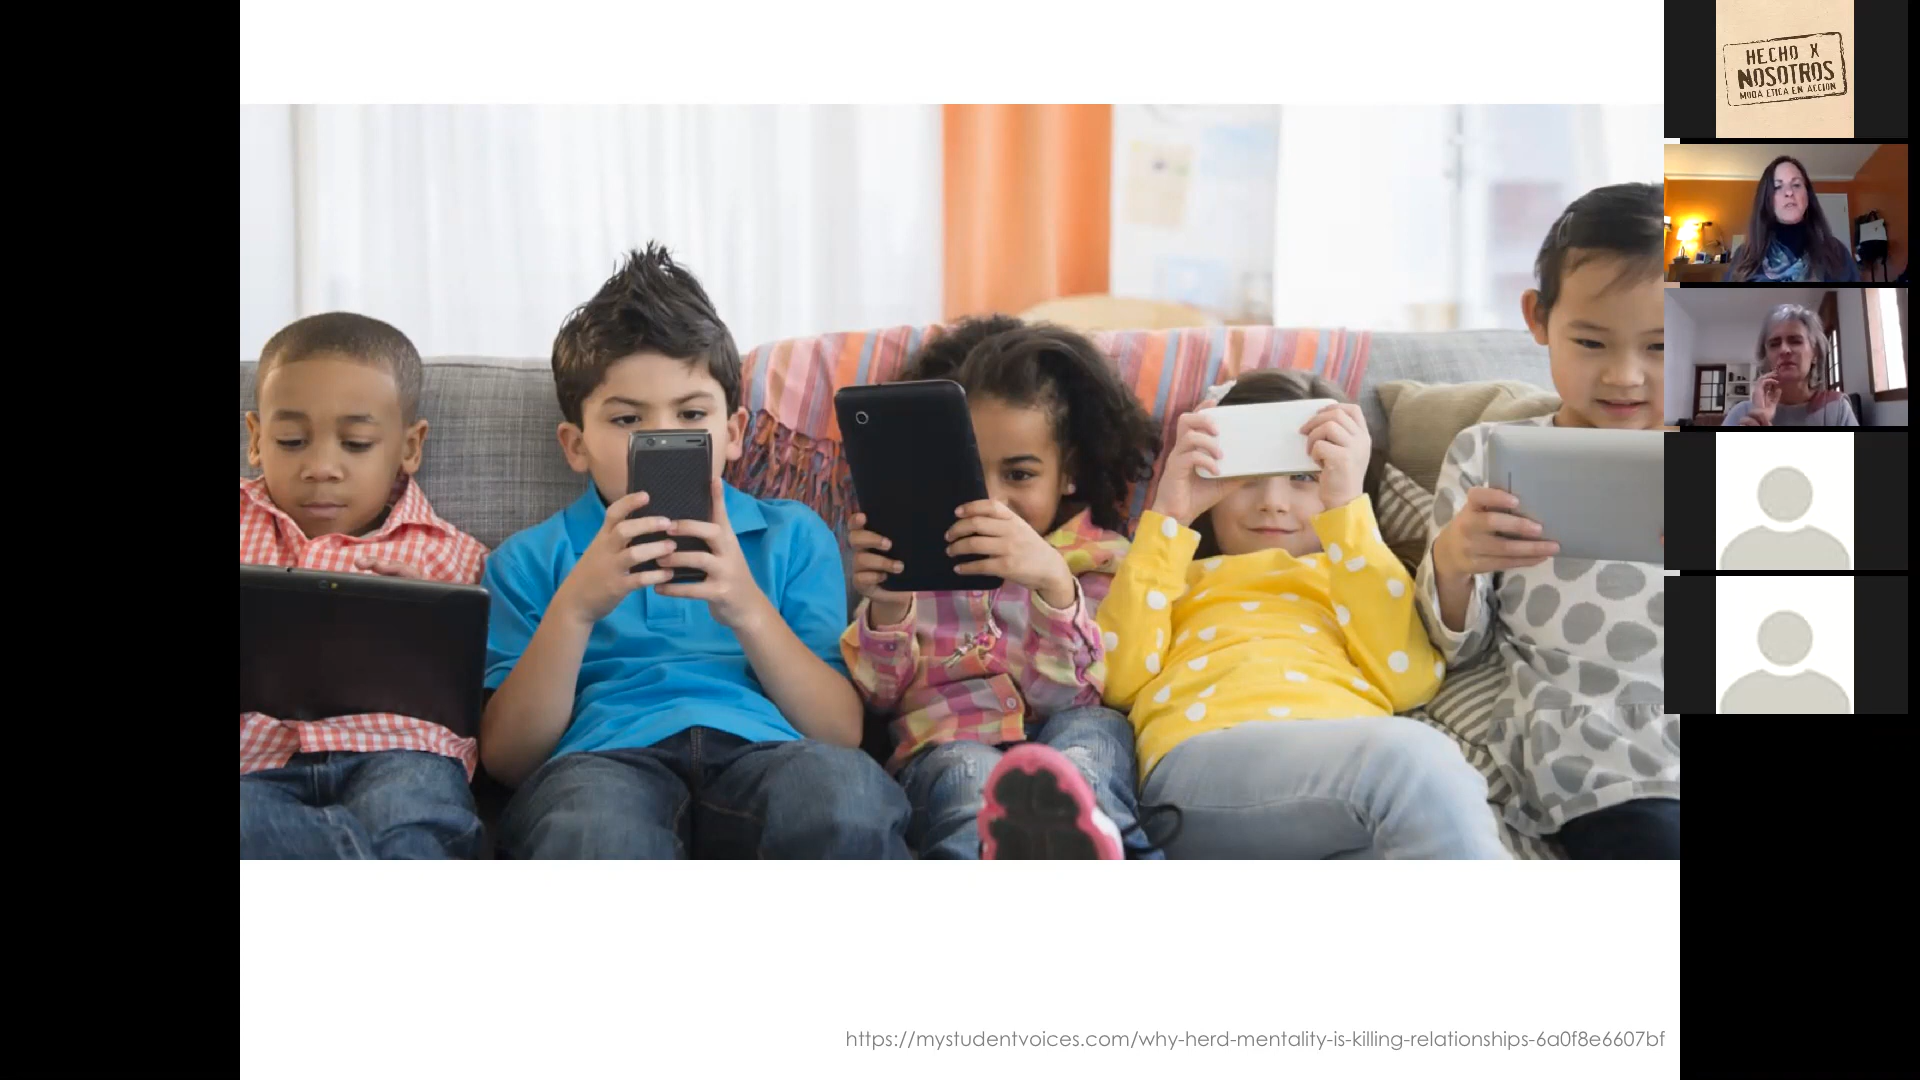 HECHO X
NOSOTROS
MODA ETICA EN ACCION
https://mystudentvoices.com/why-herd-mentality-is-killing-relationships-6a0f8e6607bf